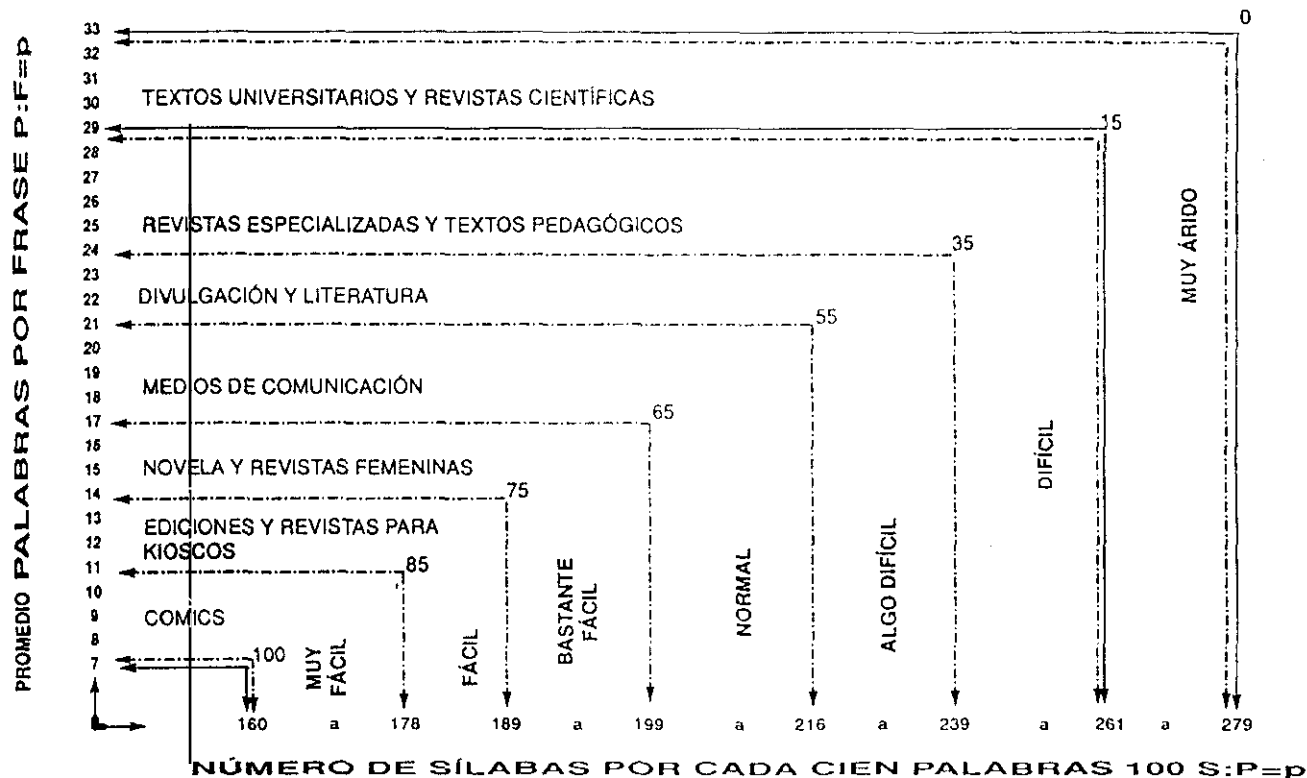 PROMEDIO PALABRAS POR FRASE P:F=p
33
32
31
30
29
28
27
26
25
24
23
22
21
20
19
18
17
15
15
14
13
12
11
10
9
8
7
0
TEXTOS UNIVERSITARIOS Y REVISTAS CIENTÍFICAS
15
REVISTAS ESPECIALIZADAS Y TEXTOS PEDAGÓGICOS
35
DIVULGACIÓN Y LITERATURA
55
MEDIOS DE COMUNICACIÓN
65
NOVELA Y REVISTAS FEMENINAS
75
EDICIONES Y REVISTAS PARA
KIOSCOS
85
COMICS
100
MUY
FÁCIL
FÁCIL
BASTANTE
FÁCIL
NORMAL
ALGO DIFÍCIL
DIFÍCIL
MUY ÁRIDO
160 a 178 189 a 199 a 216 a 239 a 261 a 279
NÚMERO DE SÍLABAS POR CADA CIEN PALABRAS 100 S:P=p